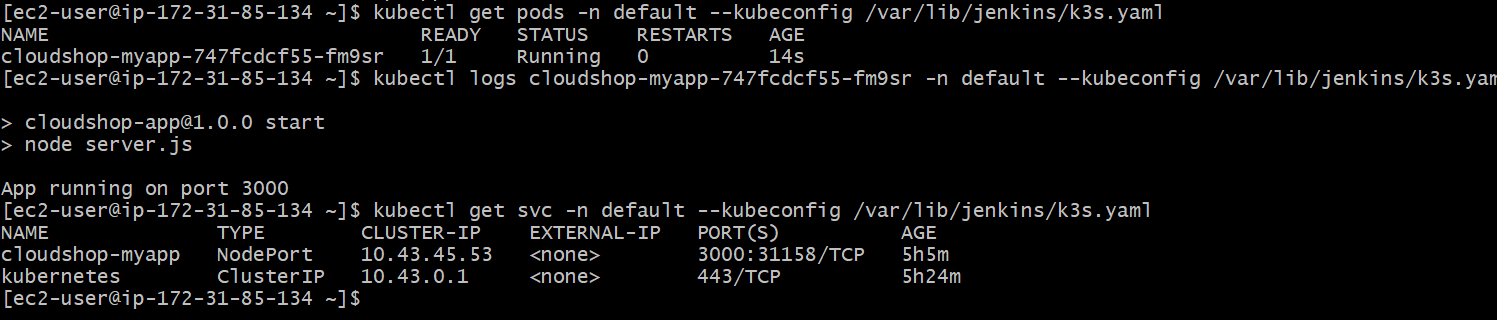 [ec2-user@ip-172-31-85-134 ~]$ kubectl get pods -n default --kubeconfig /var/lib/jenkins/k3s.yaml
NAME READY STATUS RESTARTS AGE
cloudshop-myapp-747fcdcf55-fm9sr 1/1 Running 0 14s
[ec2-user@ip-172-31-85-134 ~]$ kubectl logs cloudshop-myapp-747fcdcf55-fm9sr -n default --kubeconfig /var/lib/jenkins/k3s.yam
> cloudshop-app@1.0.0 start
> node server.js
App running on port 3000
[ec2-user@ip-172-31-85-134 ~]$ kubectl get svc -n default --kubeconfig /var/lib/jenkins/k3s.yaml
NAME TYPE CLUSTER-IP EXTERNAL-IP PORT(S) AGE
cloudshop-myapp NodePort 10.43.45.53 <none> 3000:31158/TCP 5h5m
kubernetes ClusterIP 10.43.0.1 <none> 443/TCP 5h24m
[ec2-user@ip-172-31-85-134 ~]$